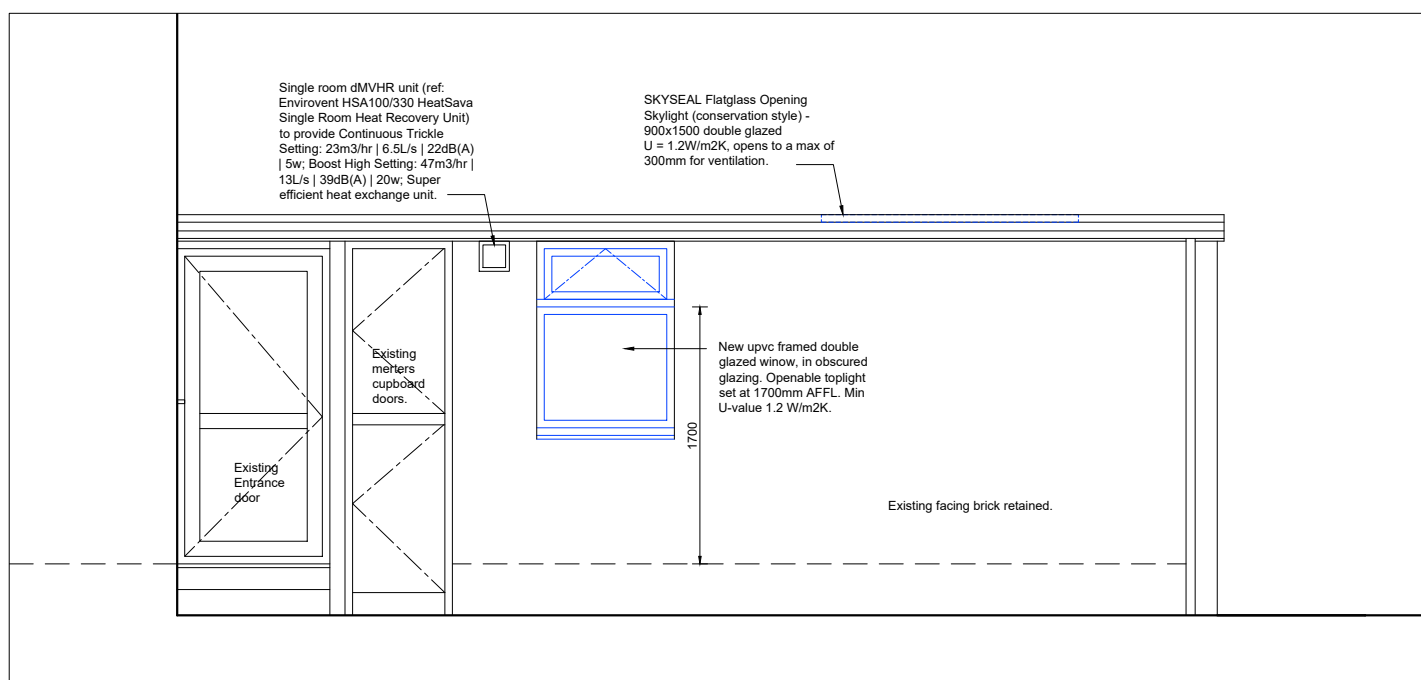 Single room dMVHR unit (ref:
Envirovent HSA100/330 HeatSava
Single Room Heat Recovery Unit)
to provide Continuous Trickle
Setting: 23m3/hr | 6.5L/s | 22dB(A)
| 5w; Boost High Setting: 47m3/hr |
13L/s | 39dB(A) | 20w; Super
efficient heat exchange unit.
SKYSEAL Flatglass Opening
Skylight (conservation style) -
900x1500 double glazed
U = 1.2W/m2K, opens to a max of
300mm for ventilation.
Existing
merters
cupboard
doors.
New upvc framed double
glazed winow, in obscured
glazing. Openable toplight
set at 1700mm AFFL. Min
U-value 1.2 W/m2K.
1700
Existing
Entrance
door
Existing facing brick retained.